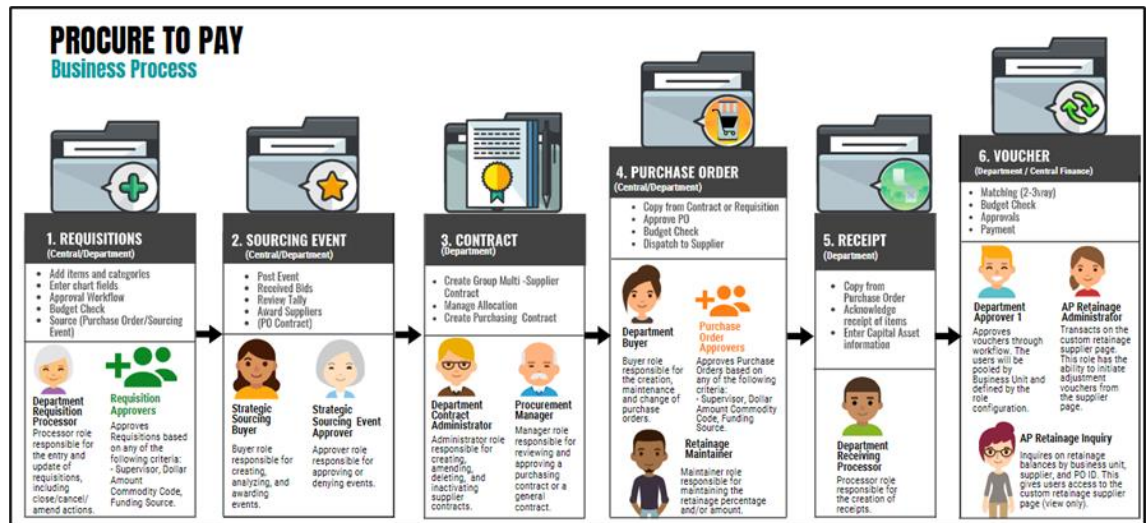 PROCURE TO PAY
Business Process
1. REQUISITIONS
(Central/Department)
• Add items and categories
• Enter chart fields
• Approval Workflow
• Budget Check
• Source (Purchase Order/Sourcing
Event)
Department
Requisition
Processor
Processor role
responsible for
the entry and
update of
requisitions,
including
close/cancel/
amend actions.
Requisition
Approvers
Approves
Requisitions based
on any of the
following criteria:
- Supervisor, Dollar
Amount
Commodity Code,
Funding Source.
2. SOURCING EVENT
(Central/Department)
• Post Event
• Received Bids
• Review Tally
• Award Suppliers
• (PO Contract)
Strategic
Sourcing
Buyer
Buyer role
responsible for
creating,
analyzing, and
awarding
events.
Strategic
Sourcing Event
Approver
Approver role
responsible for
approving or
denying events.
3. CONTRACT
(Department)
• Create Group Multi -Supplier
Contract
• Manage Allocation
• Create Purchasing Contract
Department
Contract
Administrator
Administrator role
responsible for
creating,
amending,
deleting, and
inactivating
supplier
contracts.
Procurement
Manager
Manager role
responsible for
reviewing and
approving a
purchasing
contract or a
general
contract.
4. PURCHASE ORDER
(Central/Department)
• Copy from Contract or Requisition
• Approve PO
• Budget Check
• Dispatch to Supplier
Department
Buyer
Buyer role
responsible for
the creation,
maintenance
and change of
purchase
orders.
Purchase
Order
Approvers
Approves Purchase
Orders based on
any of the following
criteria:
- Supervisor, Dollar
Amount Commodity
Code, Funding
Source.
Retainage
Maintainer
Maintainer role
responsible for
maintaining the
retainage percentage
and/or amount.
5. RECEIPT
(Department)
• Copy from
Purchase Order
• Acknowledge
receipt of items
• Enter Capital Asset
information
Department
Receiving
Processor
Processor role
responsible for
the creation of
receipts.
6. VOUCHER
(Department / Central Finance)
• Matching
• Budget Check
• Approvals
• Payment
Department
Approver 1
Approves
vouchers through
workflow. The
users will be
pooled by
Business Unit and
defined by the
role
configuration.
AP Retainage
Administrator
Transacts on the
custom retainage
supplier page.
This role has the
ability to initiate
adjustment
vouchers from
the supplier
page.
AP Retainage Inquiry
Inquires on retainage
balances by business unit,
supplier, and PO ID. This
gives users access to the
custom retainage supplier
page (view only).